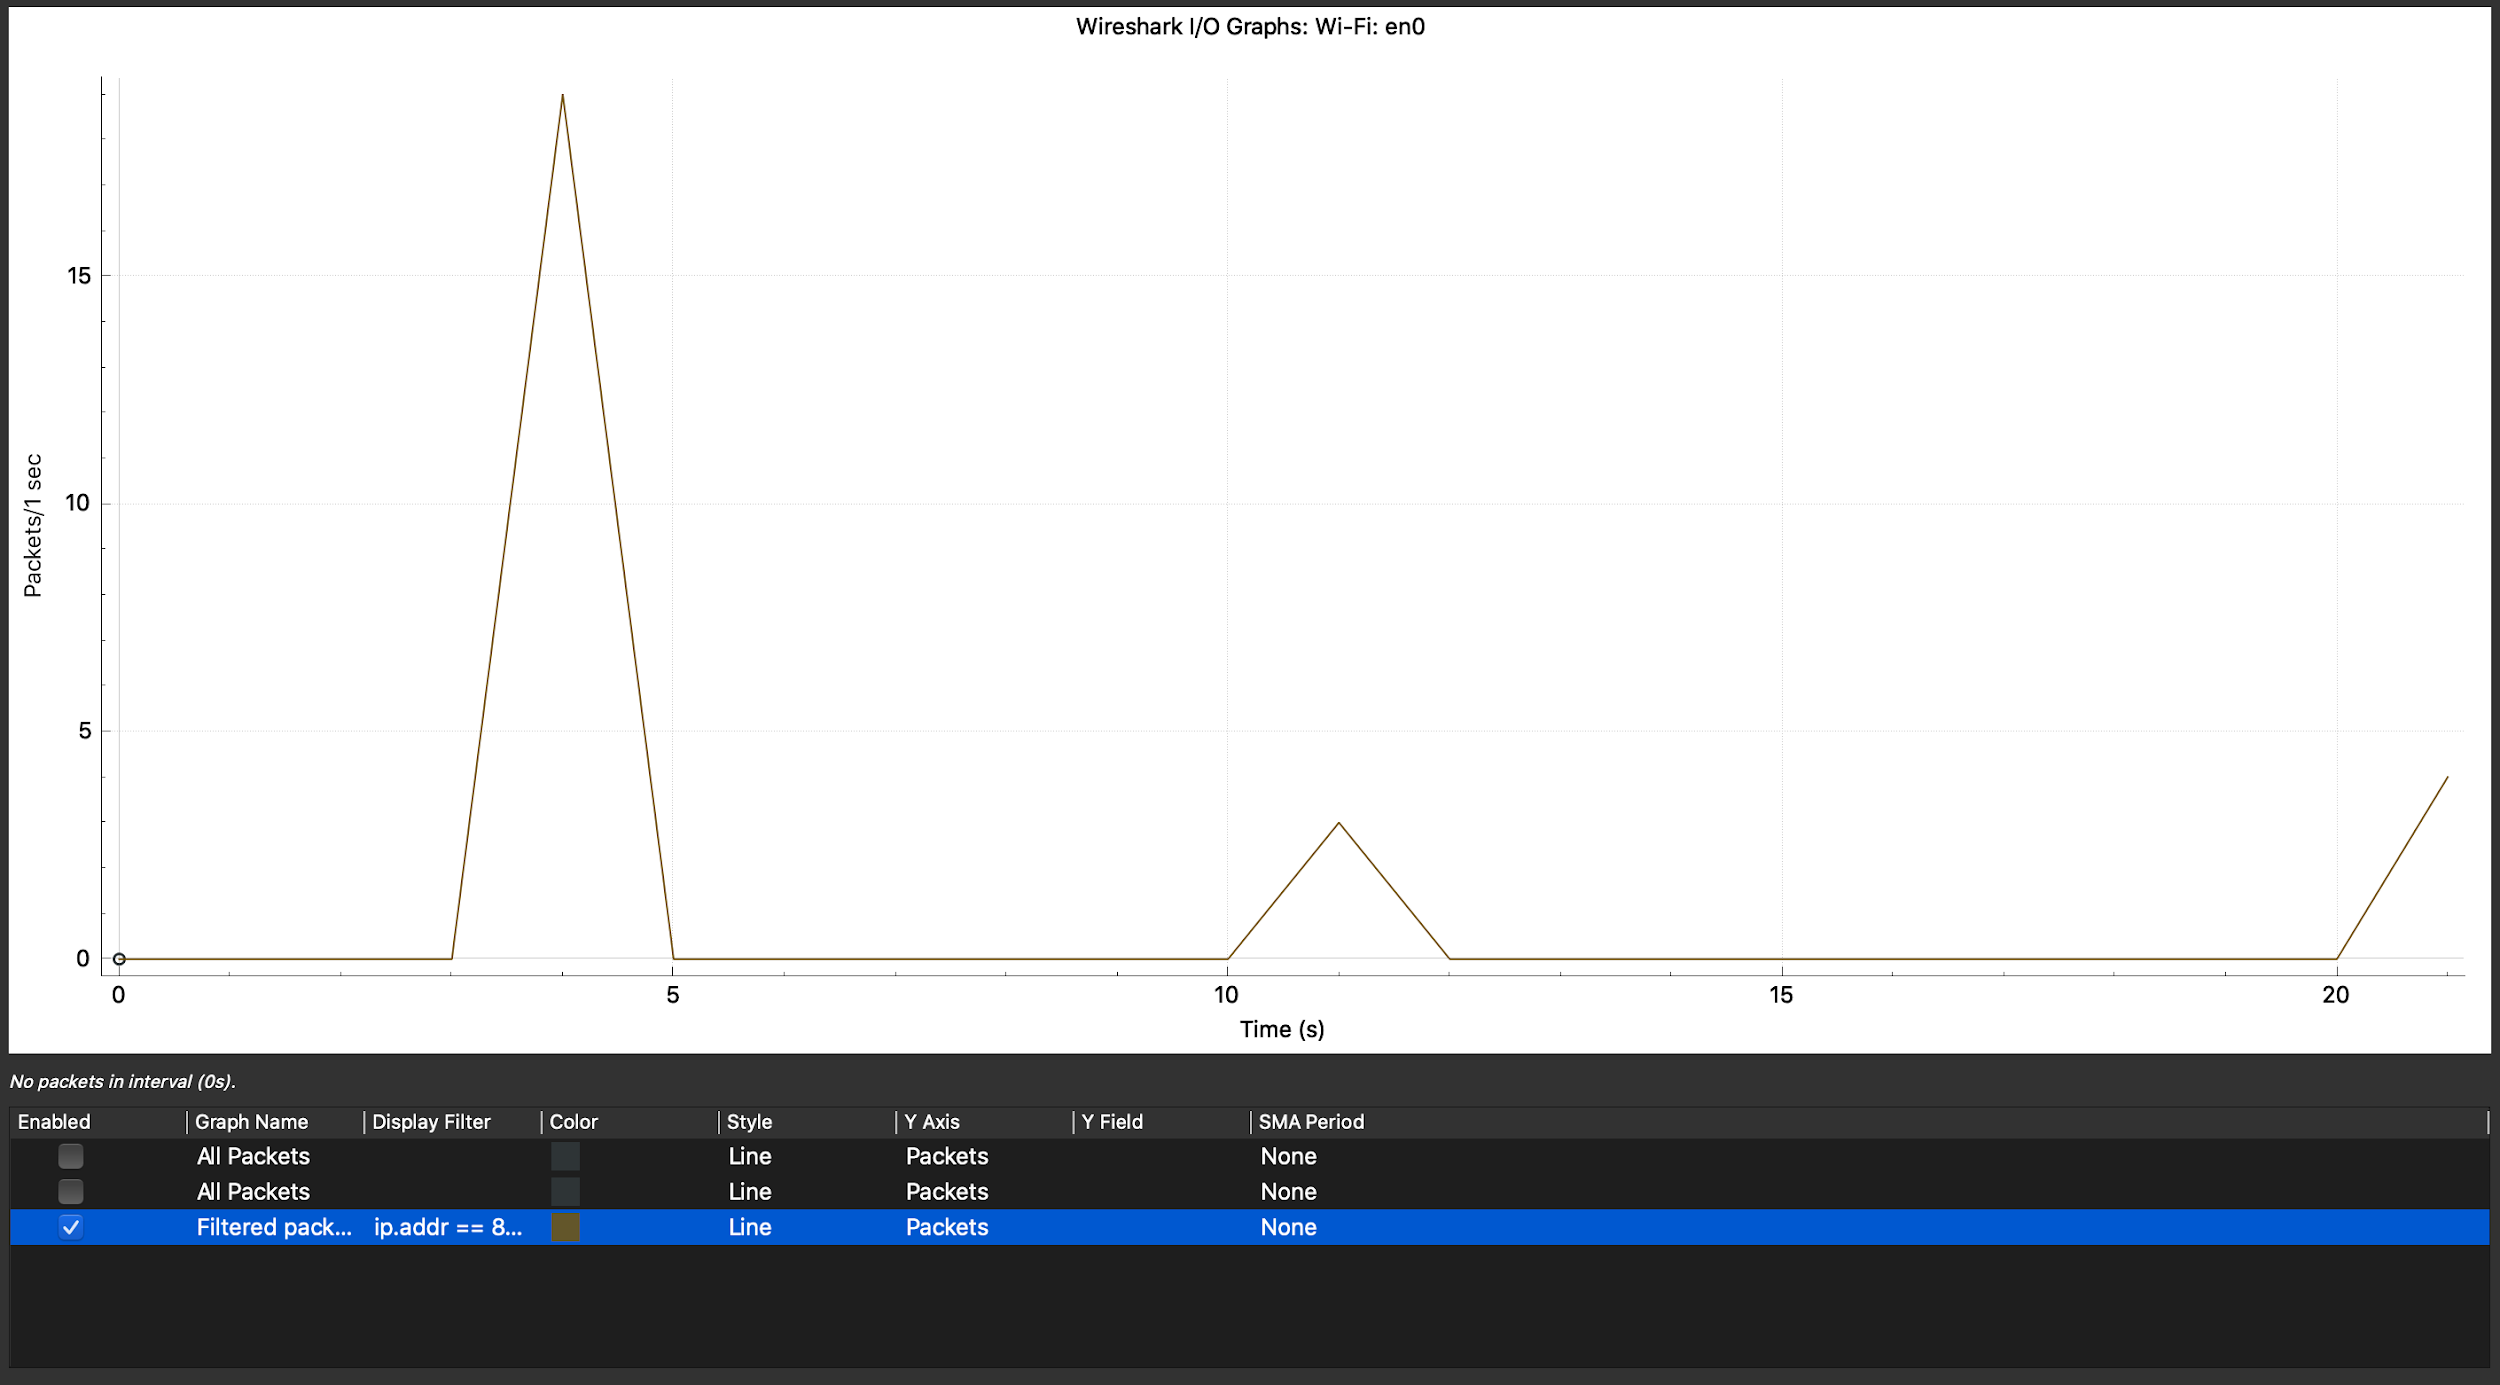 Wireshark I/O Graphs: Wi-Fi: en0
15
10
5
0
Packets/1 sec
0 5 10 15 20
Time (s)
No packets in interval (0s).
Enabled Graph Name Display Filter Color Style Y Axis Y Field SMA Period
All Packets Line Packets None
All Packets Line Packets None
Filtered pack... ip.addr == 8... Line Packets None